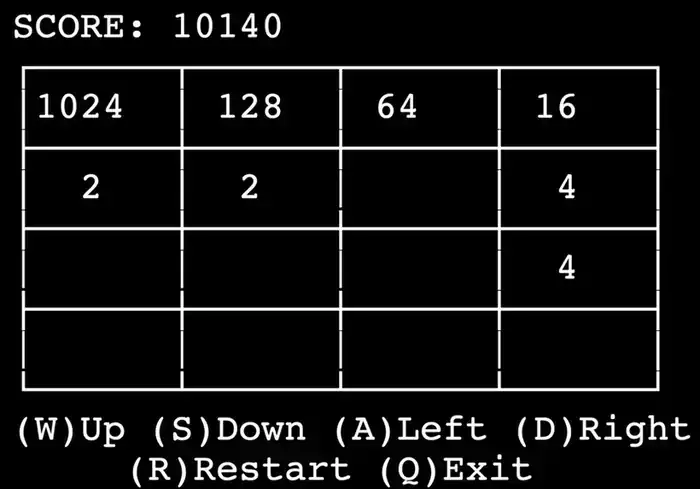 SCORE: 10140
1024 128 64 16
2 2 4
4
(W)Up (S)Down (A)Left (D)Right
(R)Restart (Q)Exit